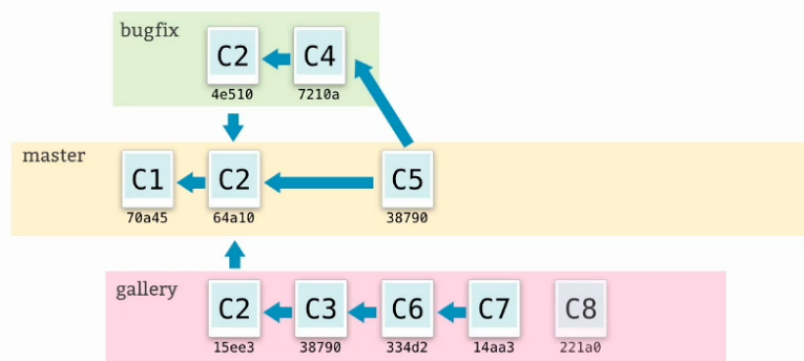 bugfix
C2 C4
4e510 7210a
master
C1 C2 C5
70a45 64a10 38790
gallery
C2 C3 C6 C7 C8
15ee3 38790 334d2 14aa3 221a0